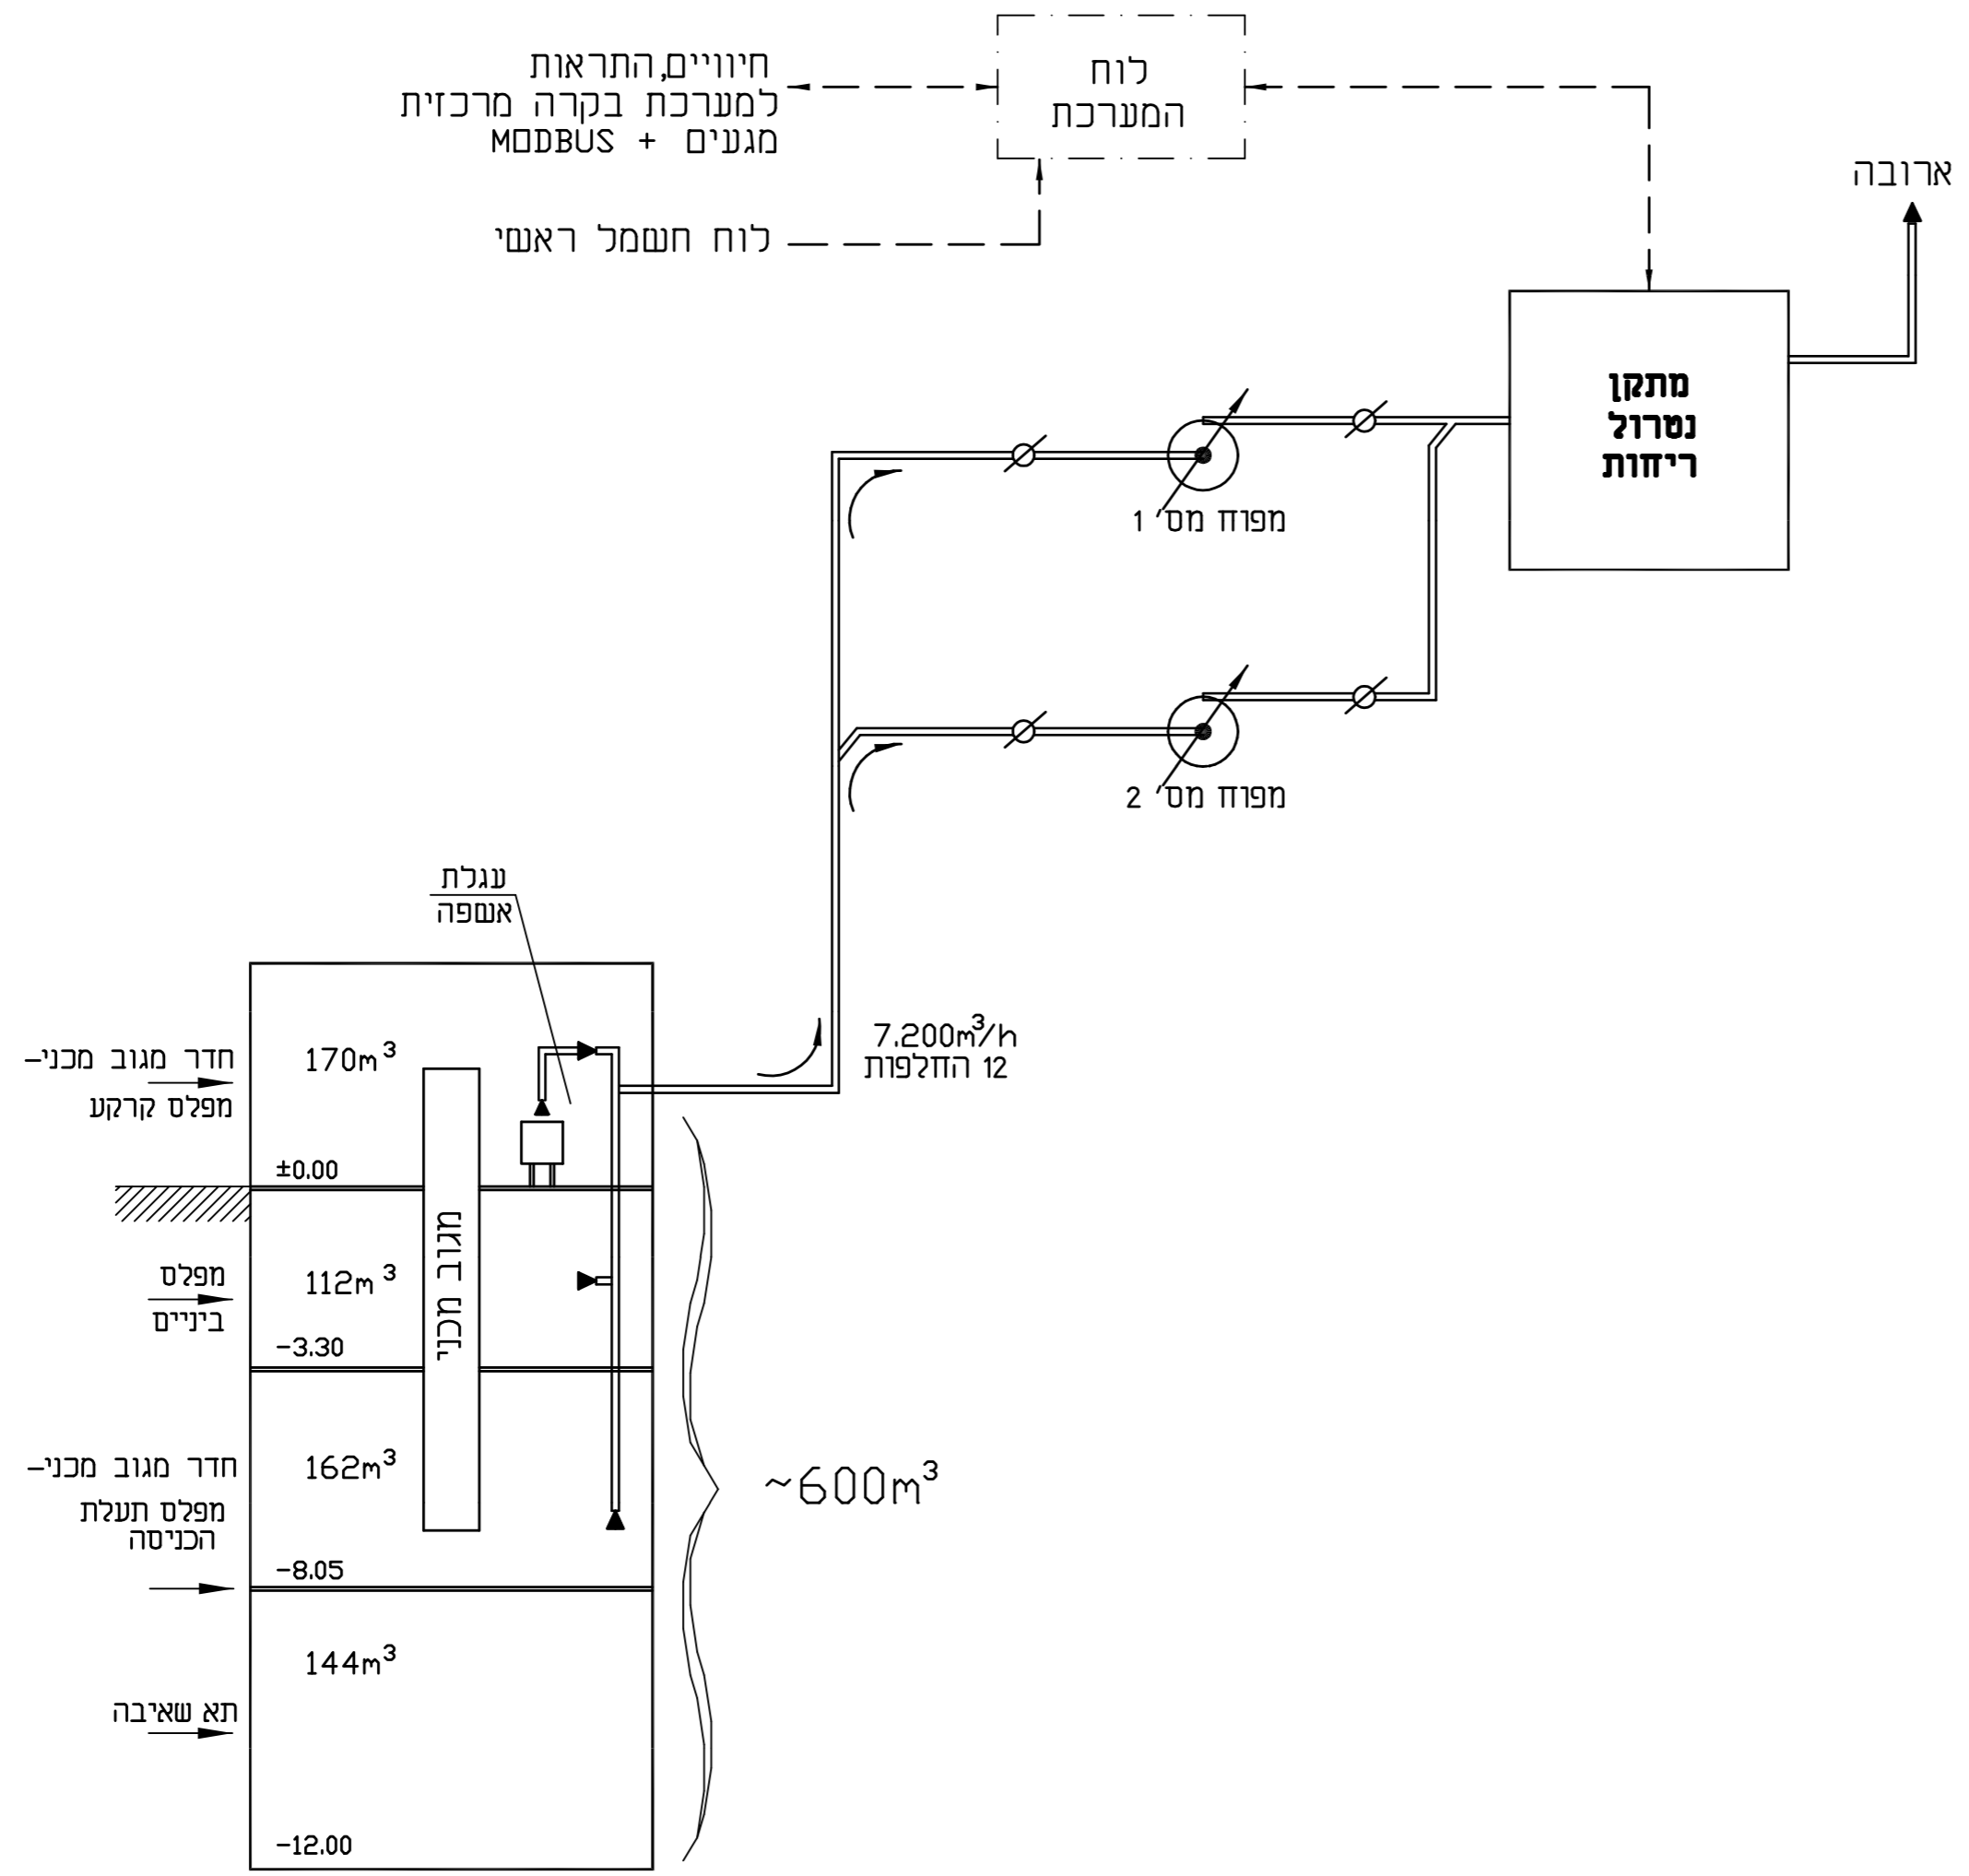 חיוויים,התראות
למערכת בקרה מרכזית
מגעים + MODBUS
לוח
המערכת
לוח חשמל ראשי
ארובה
מתקן
נטרול
ריחות
מפוח מס' 1
מפוח מס' 2
עגלת
אשפה
7.200m³/h
12 החלפות
חדר מגוב מכני-
מפלס קרקע
170m³
±0.00
מגוב מכני
מפלס
ביניים
112m³
-3.30
חדר מגוב מכני-
מפלס תעלת
הכניסה
162m³
-8.05
~600m³
144m³
תא שאיבה
-12.00